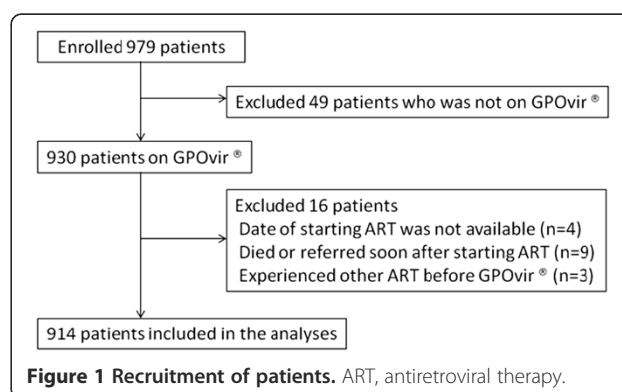 Enrolled 979 patients
Excluded 49 patients who was not on GPOvir ®
930 patients on GPOvir ®
Excluded 16 patients
Date of starting ART was not available (n=4)
Died or referred soon after starting ART (n=9)
Experienced other ART before GPOvir ® (n=3)
914 patients included in the analyses
Figure 1 Recruitment of patients. ART, antiretroviral therapy.